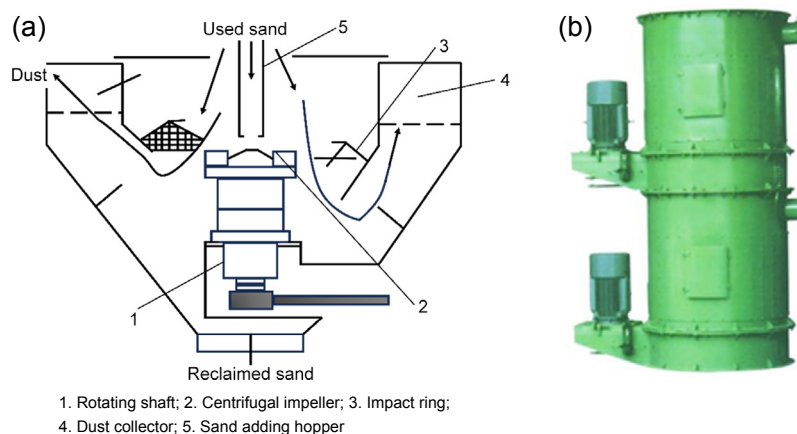 (a)
Used sand
5
3
(b)
Dust
4
1
2
Reclaimed sand
1. Rotating shaft; 2. Centrifugal impeller; 3. Impact ring;
4. Dust collector; 5. Sand adding hopper